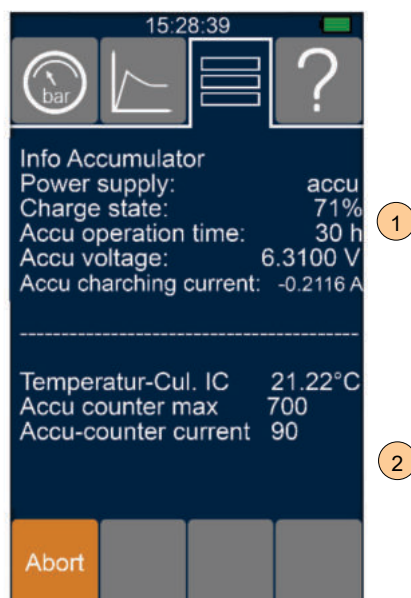 15:28:39
bar
?
Info Accumulator
Power supply: accu
Charge state: 71%
Accu operation time: 30 h
Accu voltage: 6.3100 V
Accu charching current: -0.2116 A
1
--------------------------------------------
Temperatur-Cul. IC 21.22°C
Accu counter max 700
Accu-counter current 90
2
Abort